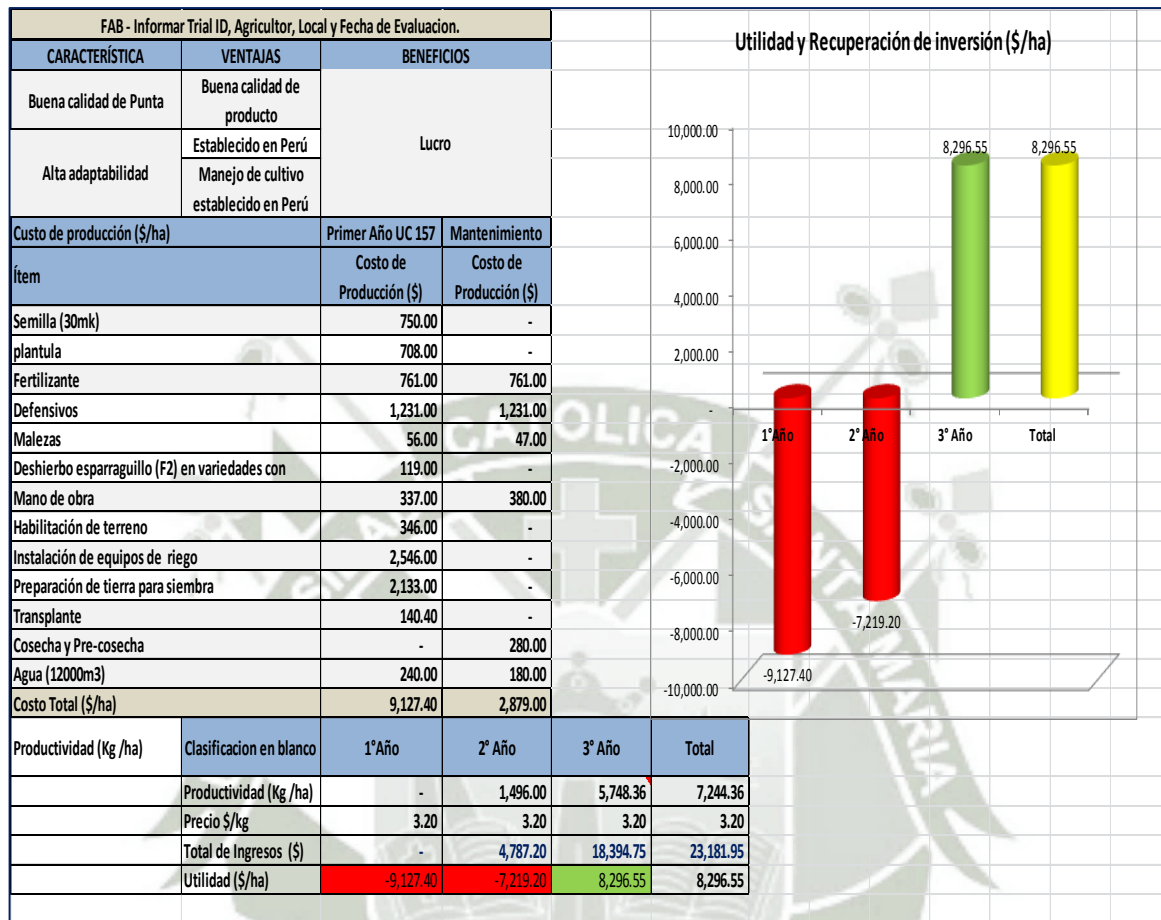 FAB - Informar Trial ID, Agricultor, Local y Fecha de Evaluacion.
CARACTERÍSTICA VENTAJAS BENEFICIOS
Buena calidad de Punta
Buena calidad de
producto
Lucro
Alta adaptabilidad
Establecido en Perú
Manejo de cultivo
establecido en Perú
Custo de producción ($/ha) Primer Año UC 157 Mantenimiento
Ítem
Costo de
Producción ($)
Costo de
Producción ($)
Semilla (30mk) 750.00 -
plantula 708.00 -
Fertilizante 761.00 761.00
Defensivos 1,231.00 1,231.00
Malezas 56.00 47.00
Deshierbo esparraguillo (F2) en variedades con 119.00 -
Mano de obra 337.00 380.00
Habilitación de terreno 346.00 -
Instalación de equipos de riego 2,546.00 -
Preparación de tierra para siembra 2,133.00 -
Transplante 140.40 -
Cosecha y Pre-cosecha - 280.00
Agua (12000m3) 240.00 180.00
Costo Total ($/ha) 9,127.40 2,879.00
Productividad (Kg /ha) Clasificacion en blanco 1°Año 2° Año 3° Año Total
Productividad (Kg /ha) - 1,496.00 5,748.36 7,244.36
Precio $/kg 3.20 3.20 3.20 3.20
Total de Ingresos ($) - 4,787.20 18,394.75 23,181.95
Utilidad ($/ha) -9,127.40 -7,219.20 8,296.55 8,296.55
Utilidad y Recuperación de inversión ($/ha)
10,000.00
8,000.00
6,000.00
4,000.00
2,000.00
-
-2,000.00
-4,000.00
-6,000.00
-8,000.00
-10,000.00
8,296.55 8,296.55
1°Año 2° Año 3° Año Total
-7,219.20
-9,127.40
CATOLICA
SANTA MARIA